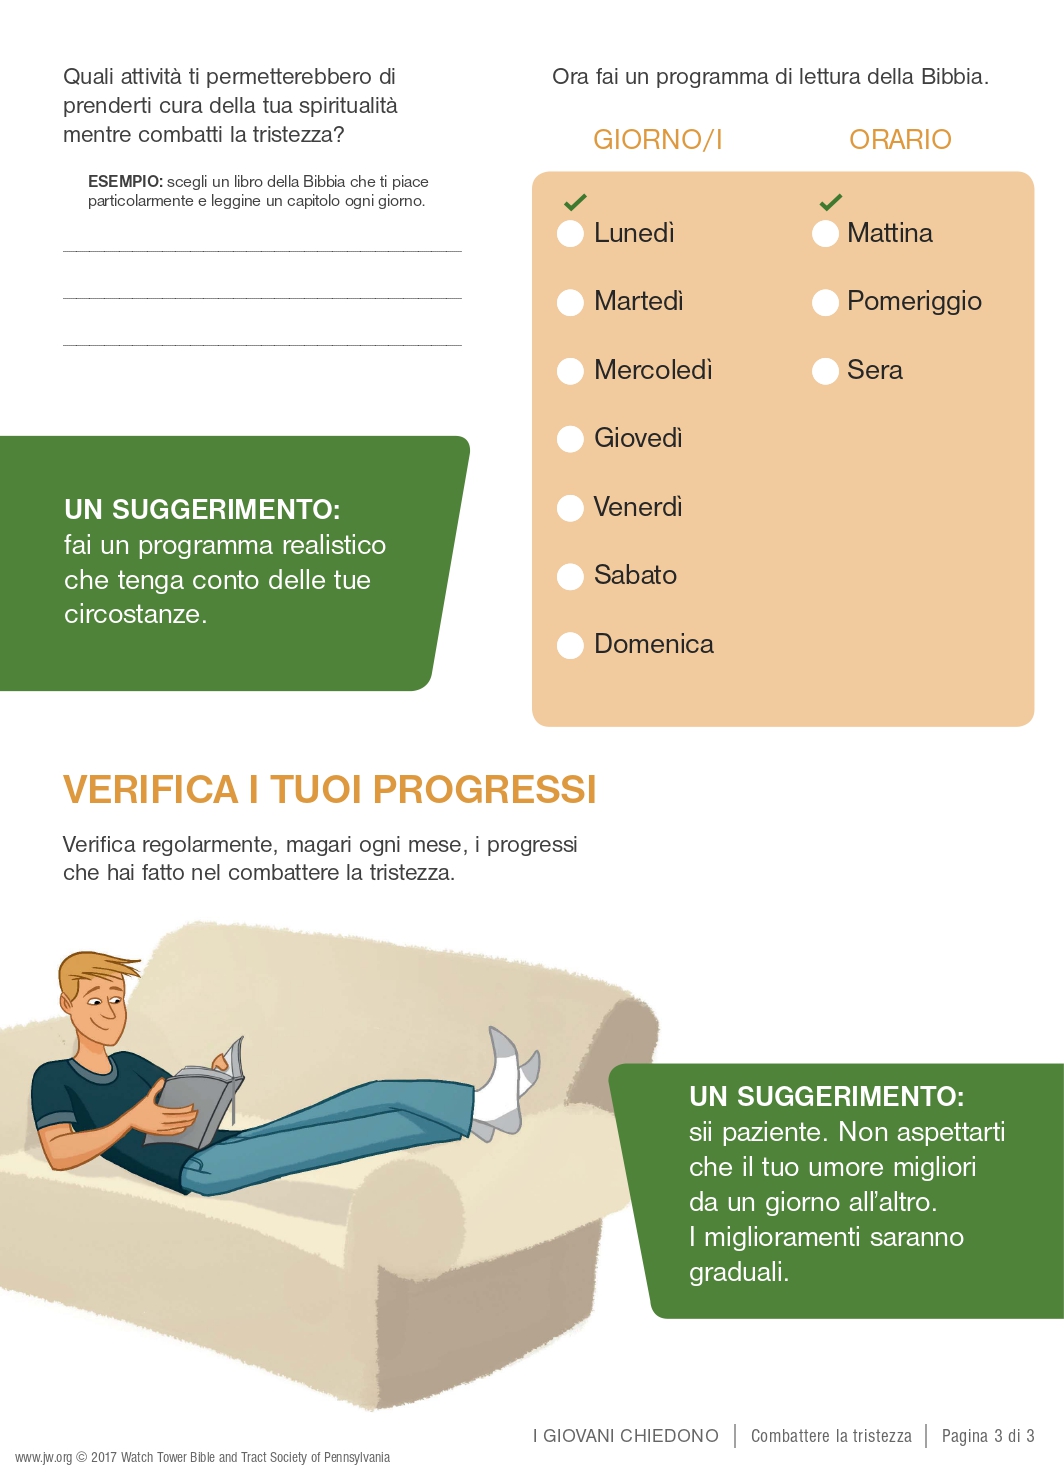 Quali attività ti permetterebbero di
prenderti cura della tua spiritualità
mentre combatti la tristezza?
ESEMPIO: scegli un libro della Bibbia che ti piace
particolarmente e leggine un capitolo ogni giorno.
UN SUGGERIMENTO:
fai un programma realistico
che tenga conto delle tue
circostanze.
Ora fai un programma di lettura della Bibbia.
GIORNO/I
Lunedì
Martedì
Mercoledì
Giovedì
Venerdì
Sabato
Domenica
ORARIO
Mattina
Pomeriggio
Sera
VERIFICA I TUOI PROGRESSI
Verifica regolarmente, magari ogni mese, i progressi
che hai fatto nel combattere la tristezza.
UN SUGGERIMENTO:
sii paziente. Non aspettarti
che il tuo umore migliori
da un giorno all’altro.
I miglioramenti saranno
graduali.
I GIOVANI CHIEDONO | Combattere la tristezza | Pagina 3 di 3
www.jw.org © 2017 Watch Tower Bible and Tract Society of Pennsylvania